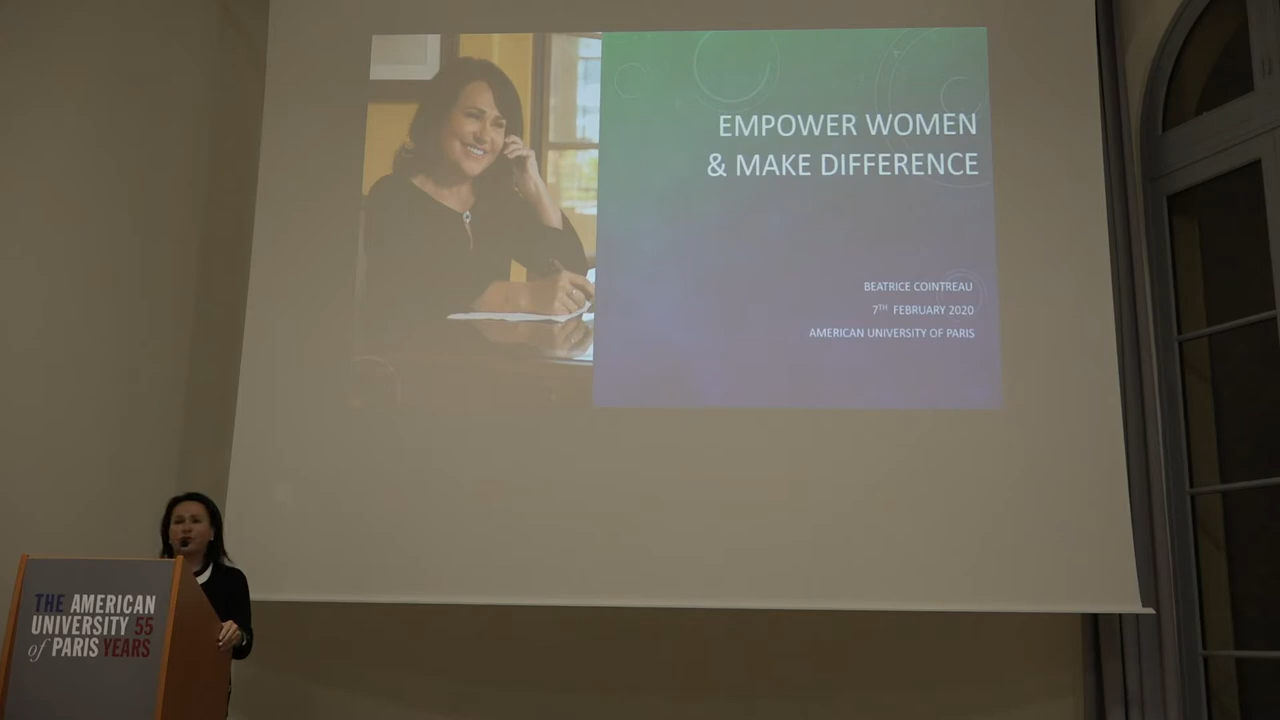 EMPOWER WOMEN
& MAKE DIFFERENCE
BEATRICE COINTREAU
7TH FEBRUARY 2020
AMERICAN UNIVERSITY OF PARIS
THE AMERICAN
UNIVERSITY 55
of PARIS YEARS